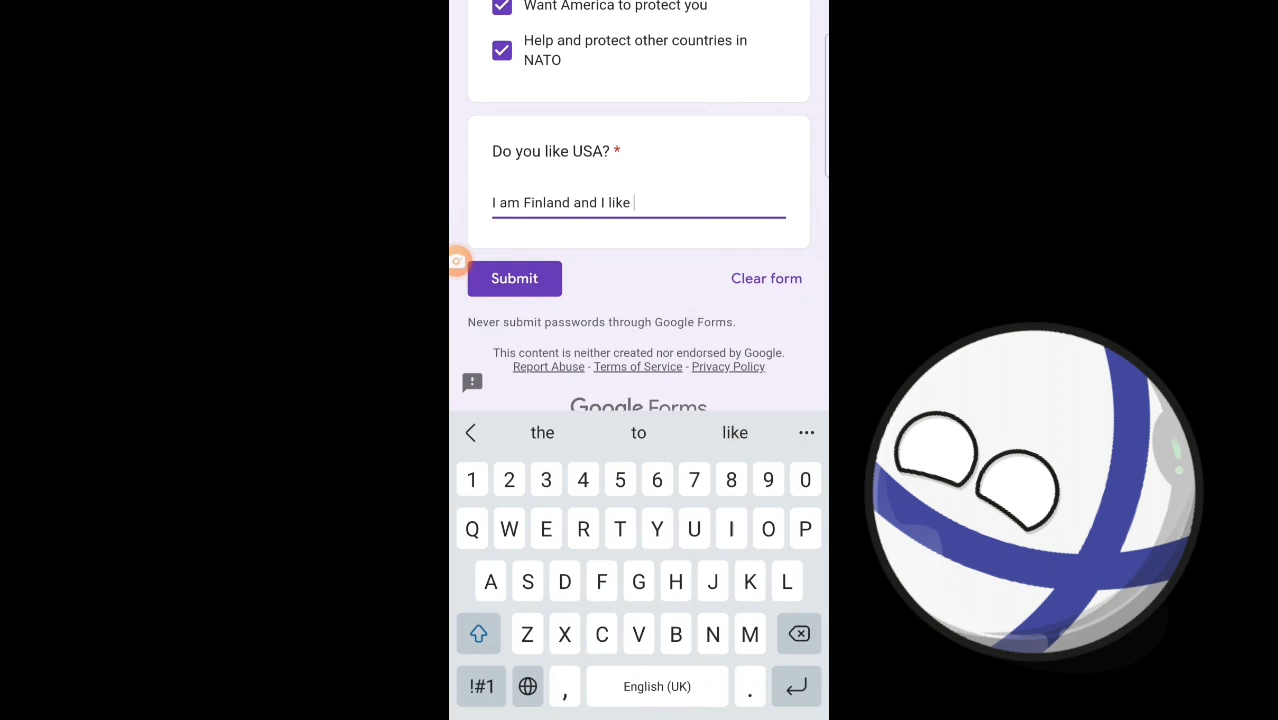 Want America to protect you
Help and protect other countries in
NATO
Do you like USA? *
I am Finland and I like
Submit
Clear form
Never submit passwords through Google Forms.
This content is neither created nor endorsed by Google.
Report Abuse - Terms of Service - Privacy Policy
Google Forms
the to like ...
1 2 3 4 5 6 7 8 9 0
Q W E R T Y U I O P
A S D F G H J K L
Z X C V B N M
!#1 , English (UK) .